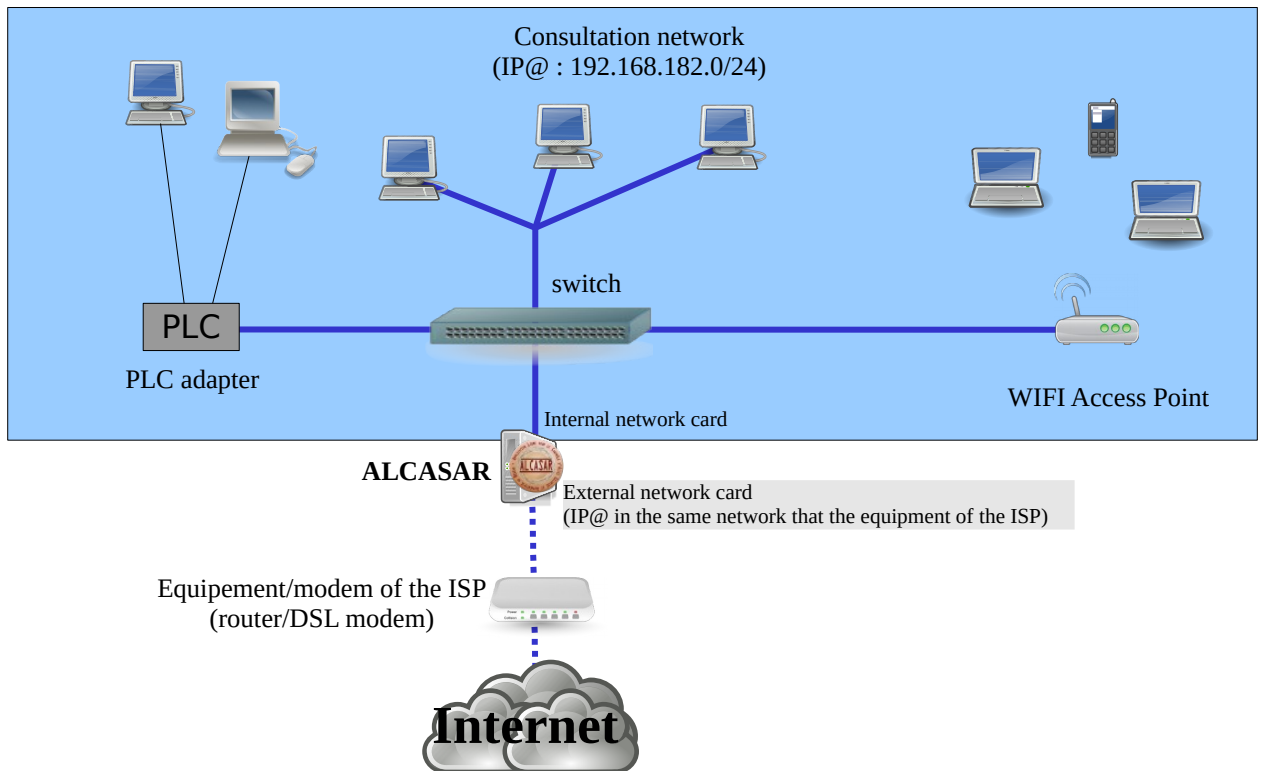 Consultation network
(IP@ : 192.168.182.0/24)
switch
PLC
PLC adapter
WIFI Access Point
Internal network card
ALCASAR
ALCASAR
External network card
(IP@ in the same network that the equipment of the ISP)
Equipement/modem of the ISP
(router/DSL modem)
Power
Internet